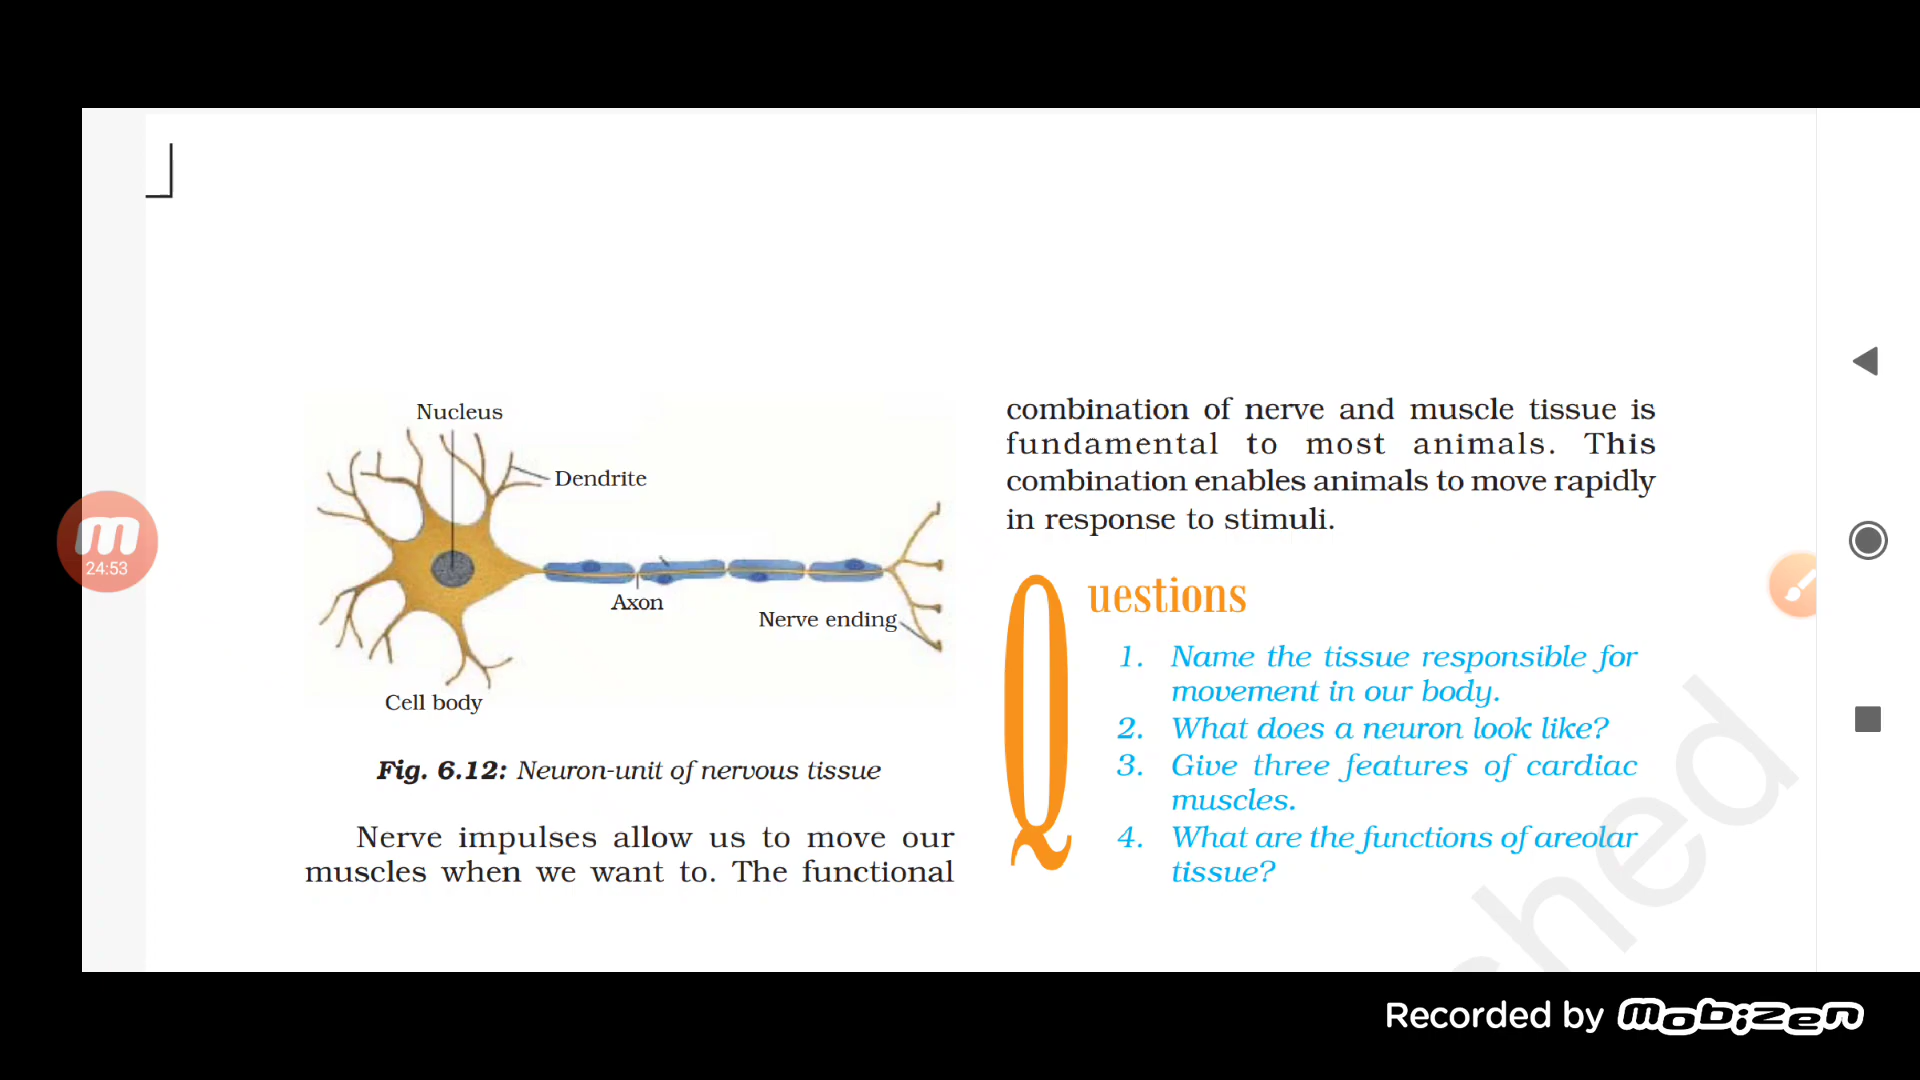 Nucleus
Dendrite
Axon
Nerve ending
Cell body
Fig. 6.12: Neuron-unit of nervous tissue
Nerve impulses allow us to move our
muscles when we want to. The functional
combination of nerve and muscle tissue is
fundamental to most animals. This
combination enables animals to move rapidly
in response to stimuli.
Questions
1. Name the tissue responsible for
movement in our body.
2. What does a neuron look like?
3. Give three features of cardiac
muscles.
4. What are the functions of areolar
tissue?
shed
24:53
Recorded by mobizen